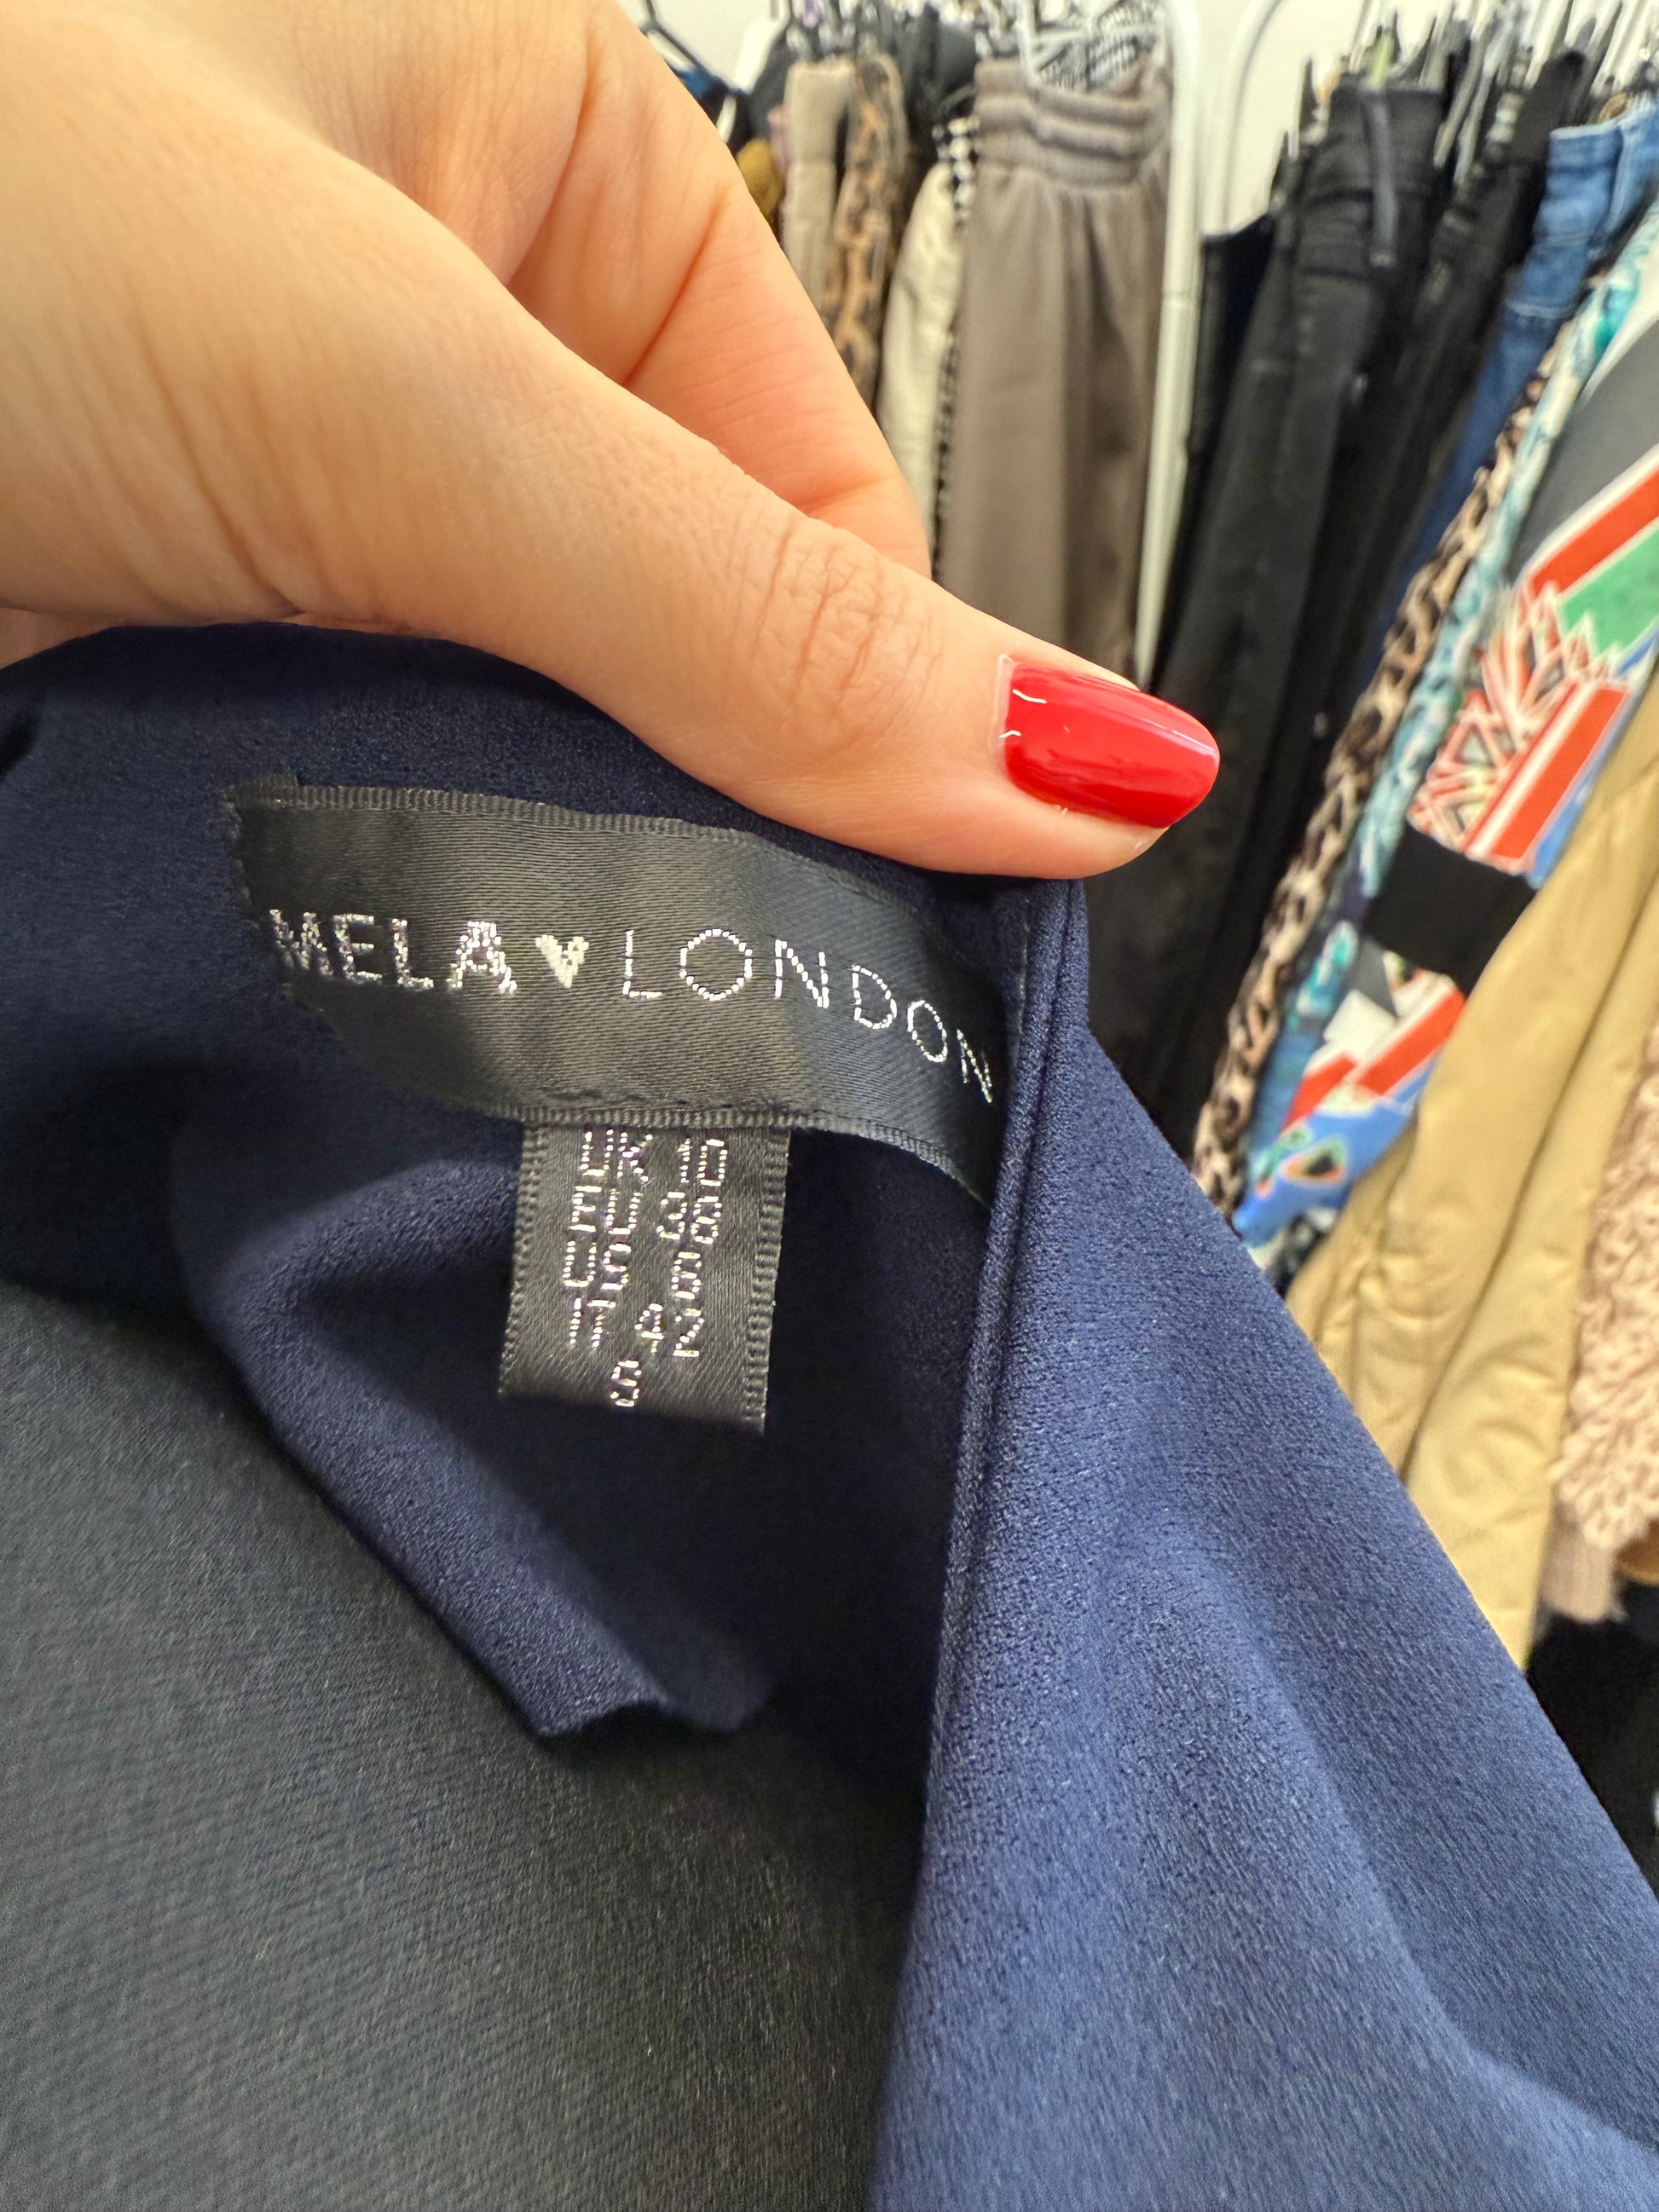 MELA♥LONDON
UK 10
EU 38
US 6
IT 42
S